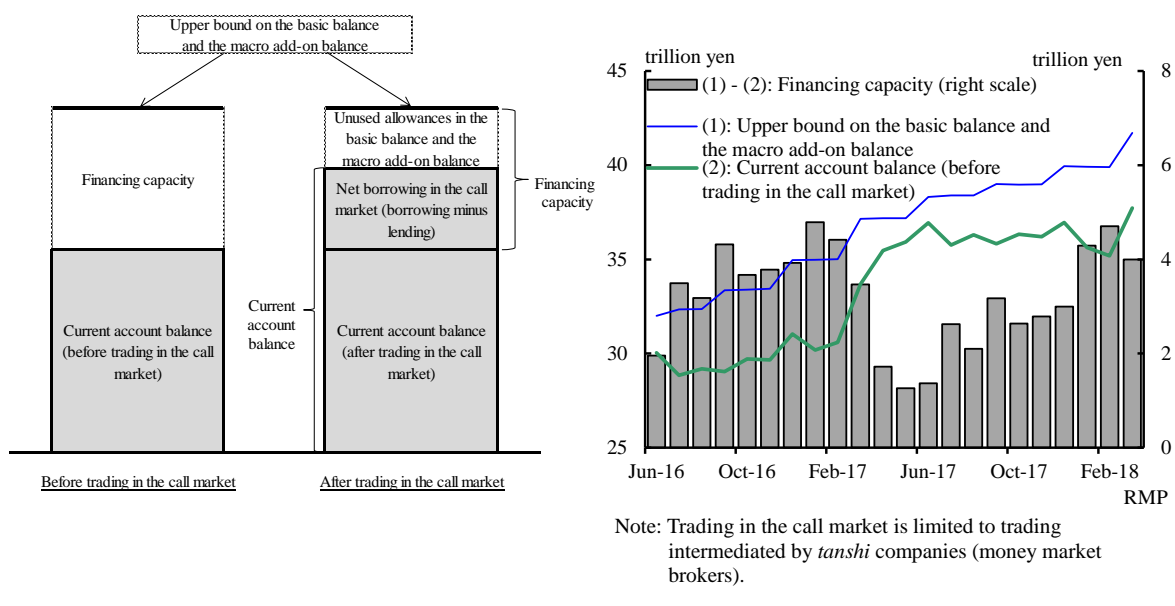 Upper bound on the basic balance
and the macro add-on balance
Financing capacity
Current account balance
(before trading in the call
market)
Before trading in the call market
Unused allowances in the
basic balance and the
macro add-on balance
Net borrowing in the call
market (borrowing minus
lending)
Financing
capacity
Current
account
balance
Current account balance
(after trading in the call
market)
After trading in the call market
trillion yen
trillion yen
45
40
35
30
25
8
6
4
2
0
(1) - (2): Financing capacity (right scale)
(1): Upper bound on the basic balance and
the macro add-on balance
(2): Current account balance (before
trading in the call market)
Jun-16 Oct-16 Feb-17 Jun-17 Oct-17 Feb-18
RMP
Note: Trading in the call market is limited to trading
intermediated by tanshi companies (money market
brokers).